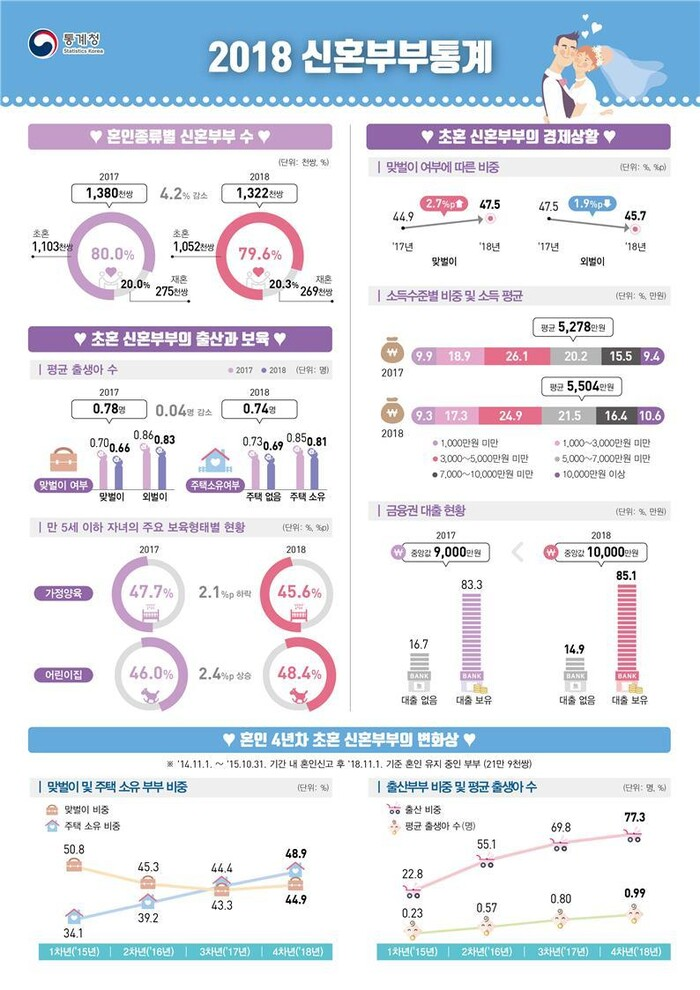 통계청
Statistics Korea
2018 신혼부부통계
♥ 혼인종류별 신혼부부 수 ♥
(단위: 천쌍, %)
2017
1,380천쌍
4.2% 감소
2018
1,322천쌍
초혼
1,103천쌍
80.0%
20.0%
재혼
275천쌍
초혼
1,052천쌍
79.6%
20.3%
재혼
269천쌍
♥ 초혼 신혼부부의 출산과 보육 ♥
평균 출생아 수
2017
2018
(단위: 명)
2017
0.78명
0.04명 감소
2018
0.74명
맞벌이 여부
0.70
0.66
맞벌이
0.86
0.83
외벌이
주택소유여부
0.73
0.69
주택 없음
0.85
0.81
주택 소유
만 5세 이하 자녀의 주요 보육형태별 현황
(단위: %, %p)
2017
2018
가정양육
47.7%
2.1%p 하락
45.6%
어린이집
46.0%
2.4%p 상승
48.4%
♥ 초혼 신혼부부의 경제상황 ♥
맞벌이 여부에 따른 비중
(단위: %, %p)
44.9
2.7%p
47.5
'17년
'18년
맞벌이
47.5
1.9%p
45.7
'17년
'18년
외벌이
소득수준별 비중 및 소득 평균
(단위: %, 만원)
평균 5,278만원
2017
9.9 18.9 26.1 20.2 15.5 9.4
평균 5,504만원
2018
9.3 17.3 24.9 21.5 16.4 10.6
1,000만원 미만
1,000~3,000만원 미만
3,000~5,000만원 미만
5,000~7,000만원 미만
7,000~10,000만원 미만
10,000만원 이상
금융권 대출 현황
(단위: %, 만원)
2017
₩ 중앙값 9,000만원
2018
₩ 중앙값 10,000만원
16.7
BANK
대출 없음
83.3
BANK
대출 보유
14.9
BANK
대출 없음
85.1
BANK
대출 보유
♥ 혼인 4년차 초혼 신혼부부의 변화상 ♥
※ '14.11.1. ~ '15.10.31. 기간 내 혼인신고 후 '18.11.1. 기준 혼인 유지 중인 부부 (21만 9천쌍)
맞벌이 및 주택 소유 부부 비중
(단위: %)
맞벌이 비중
주택 소유 비중
50.8
45.3
44.4
48.9
34.1
39.2
43.3
44.9
1차년('15년)
2차년('16년)
3차년('17년)
4차년('18년)
출산부부 비중 및 평균 출생아 수
(단위: 명, %)
출산 비중
평균 출생아 수(명)
22.8
55.1
69.8
77.3
0.23
0.57
0.80
0.99
1차년('15년)
2차년('16년)
3차년('17년)
4차년('18년)